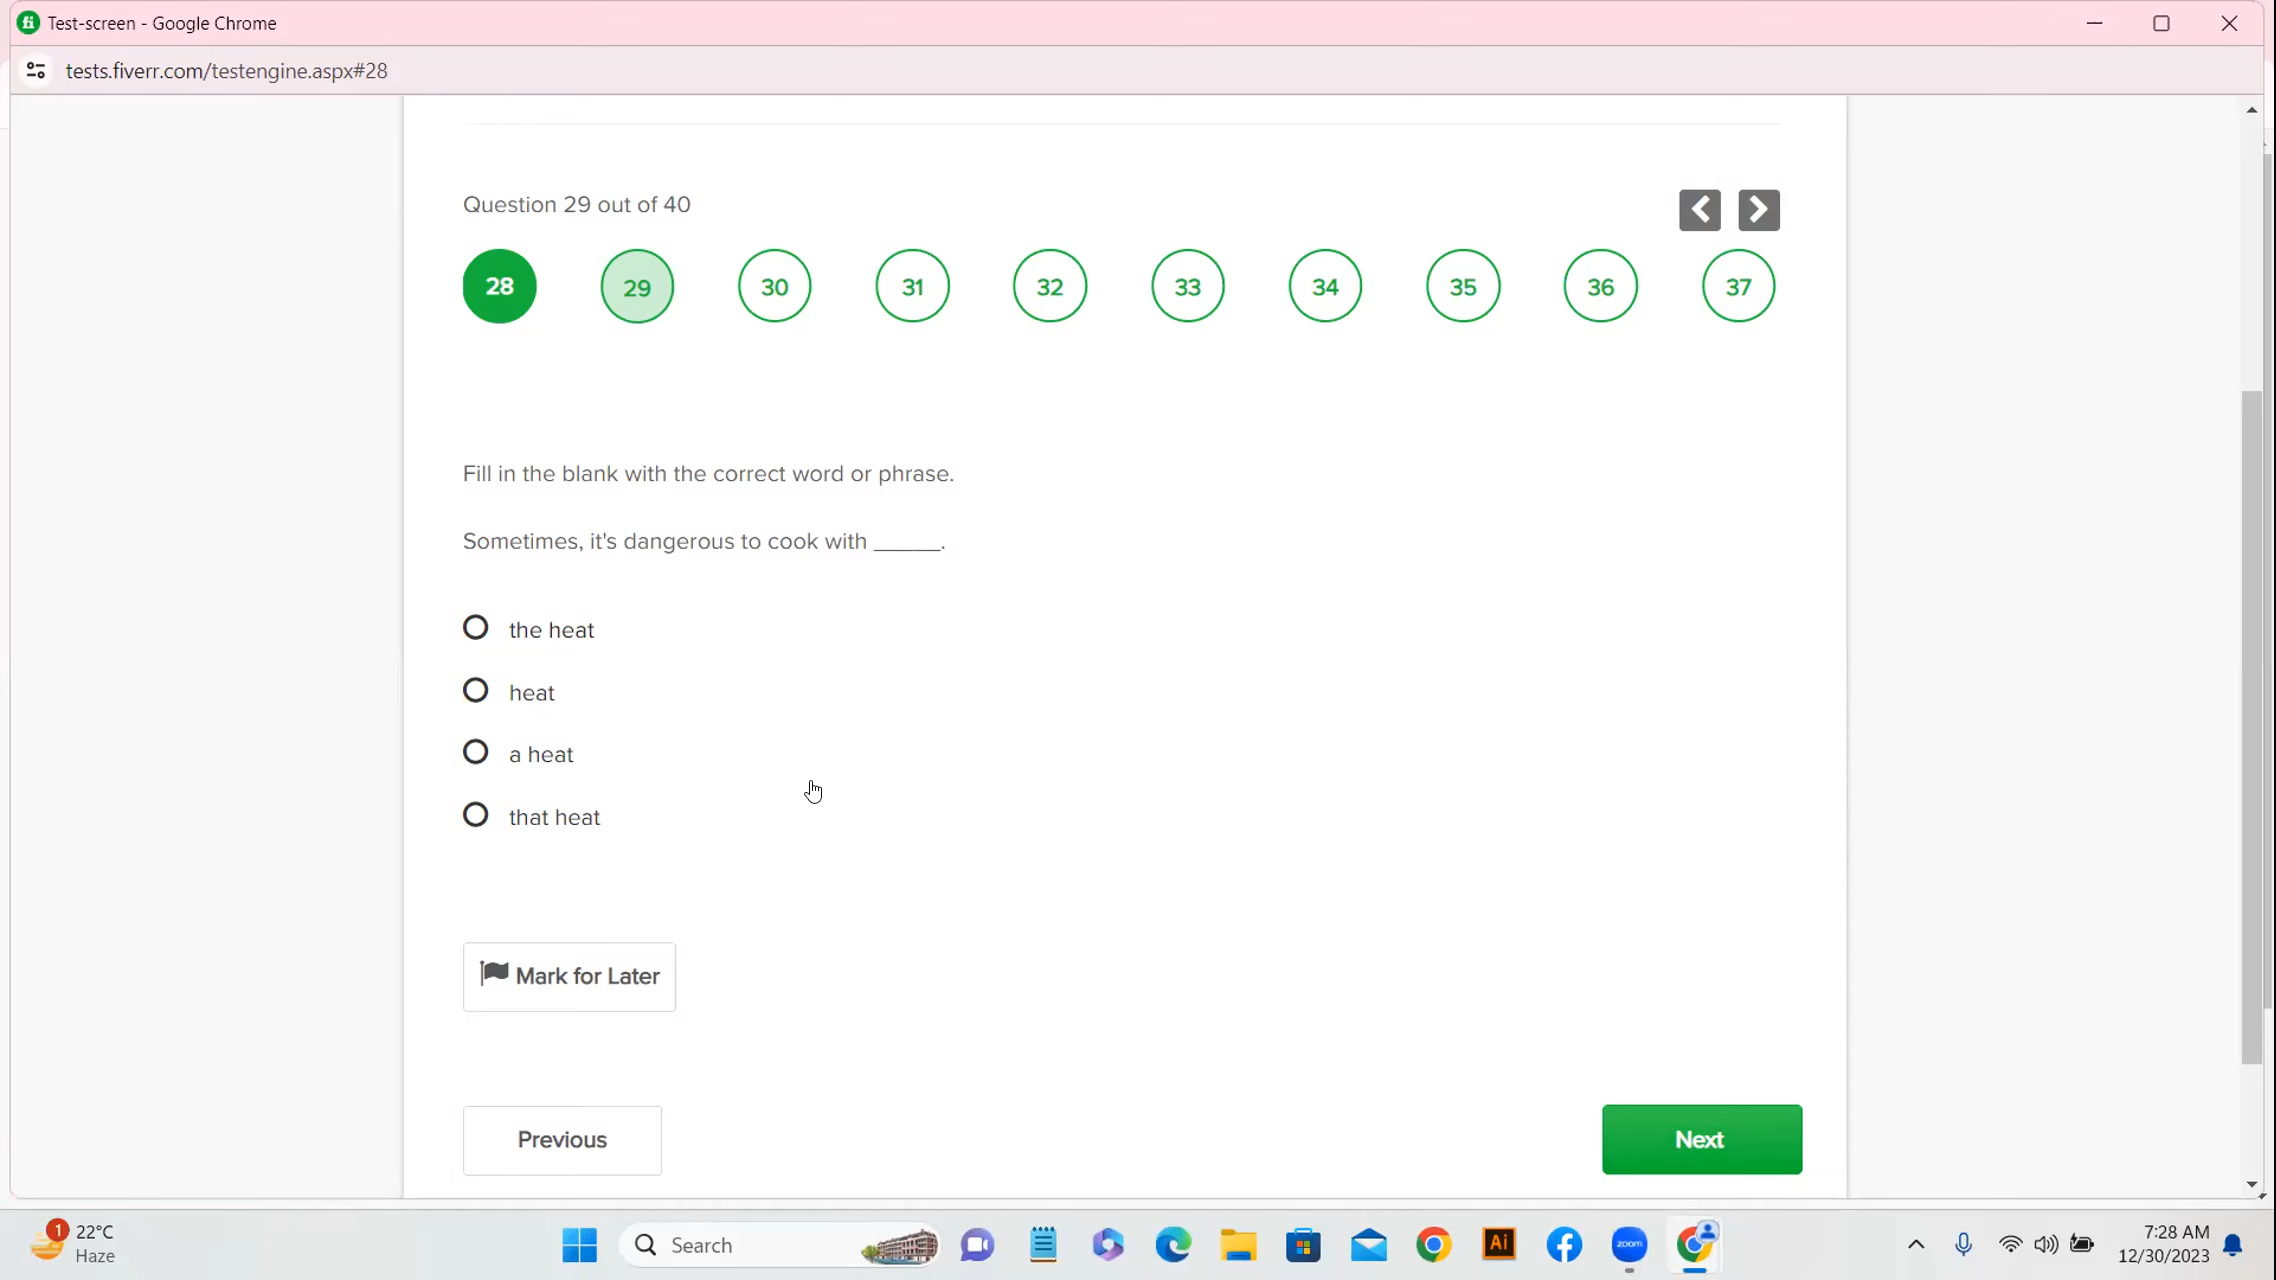 Test-screen - Google Chrome
tests.fiverr.com/testengine.aspx#28
Question 29 out of 40
28 29 30 31 32 33 34 35 36 37
Fill in the blank with the correct word or phrase.
Sometimes, it's dangerous to cook with ______.
the heat
heat
a heat
that heat
Mark for Later
Previous
Next
1
22°C
Haze
Search
Ai
zoom
7:28 AM
12/30/2023